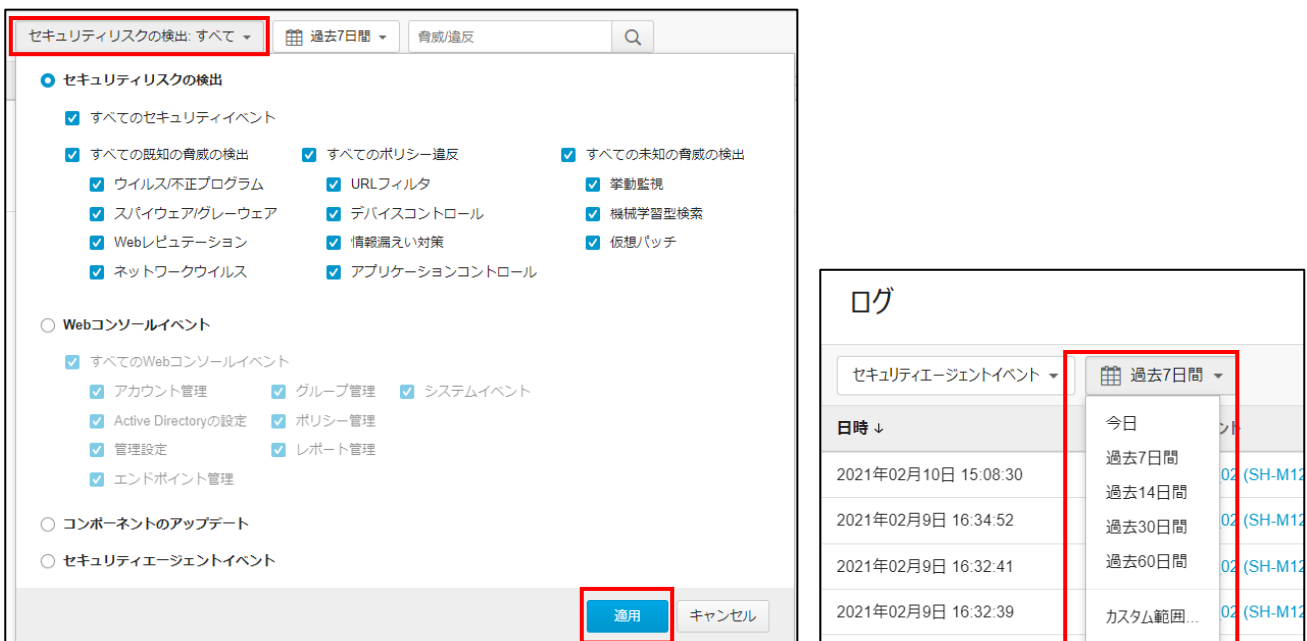 セキュリティリスクの検出: すべて 過去7日間 脅威/違反
セキュリティリスクの検出
すべてのセキュリティイベント
すべての既知の脅威の検出 すべてのポリシー違反 すべての未知の脅威の検出
ウイルス/不正プログラム URLフィルタ 挙動監視
スパイウェア/グレーウェア デバイスコントロール 機械学習型検索
Webレピュテーション 情報漏えい対策 仮想パッチ
ネットワークウイルス アプリケーションコントロール
Webコンソールイベント
すべてのWebコンソールイベント
アカウント管理 グループ管理 システムイベント
Active Directoryの設定 ポリシー管理
管理設定 レポート管理
エンドポイント管理
コンポーネントのアップデート
セキュリティエージェントイベント
適用 キャンセル
ログ
セキュリティエージェントイベント 過去7日間
日時↓ 今日 ント
過去7日間
2021年02月10日 15:08:30 02 (SH-M12
過去14日間
2021年02月9日 16:34:52 過去30日間 02 (SH-M12
2021年02月9日 16:32:41 過去60日間 02 (SH-M12
2021年02月9日 16:32:39 カスタム範囲... 02 (SH-M12